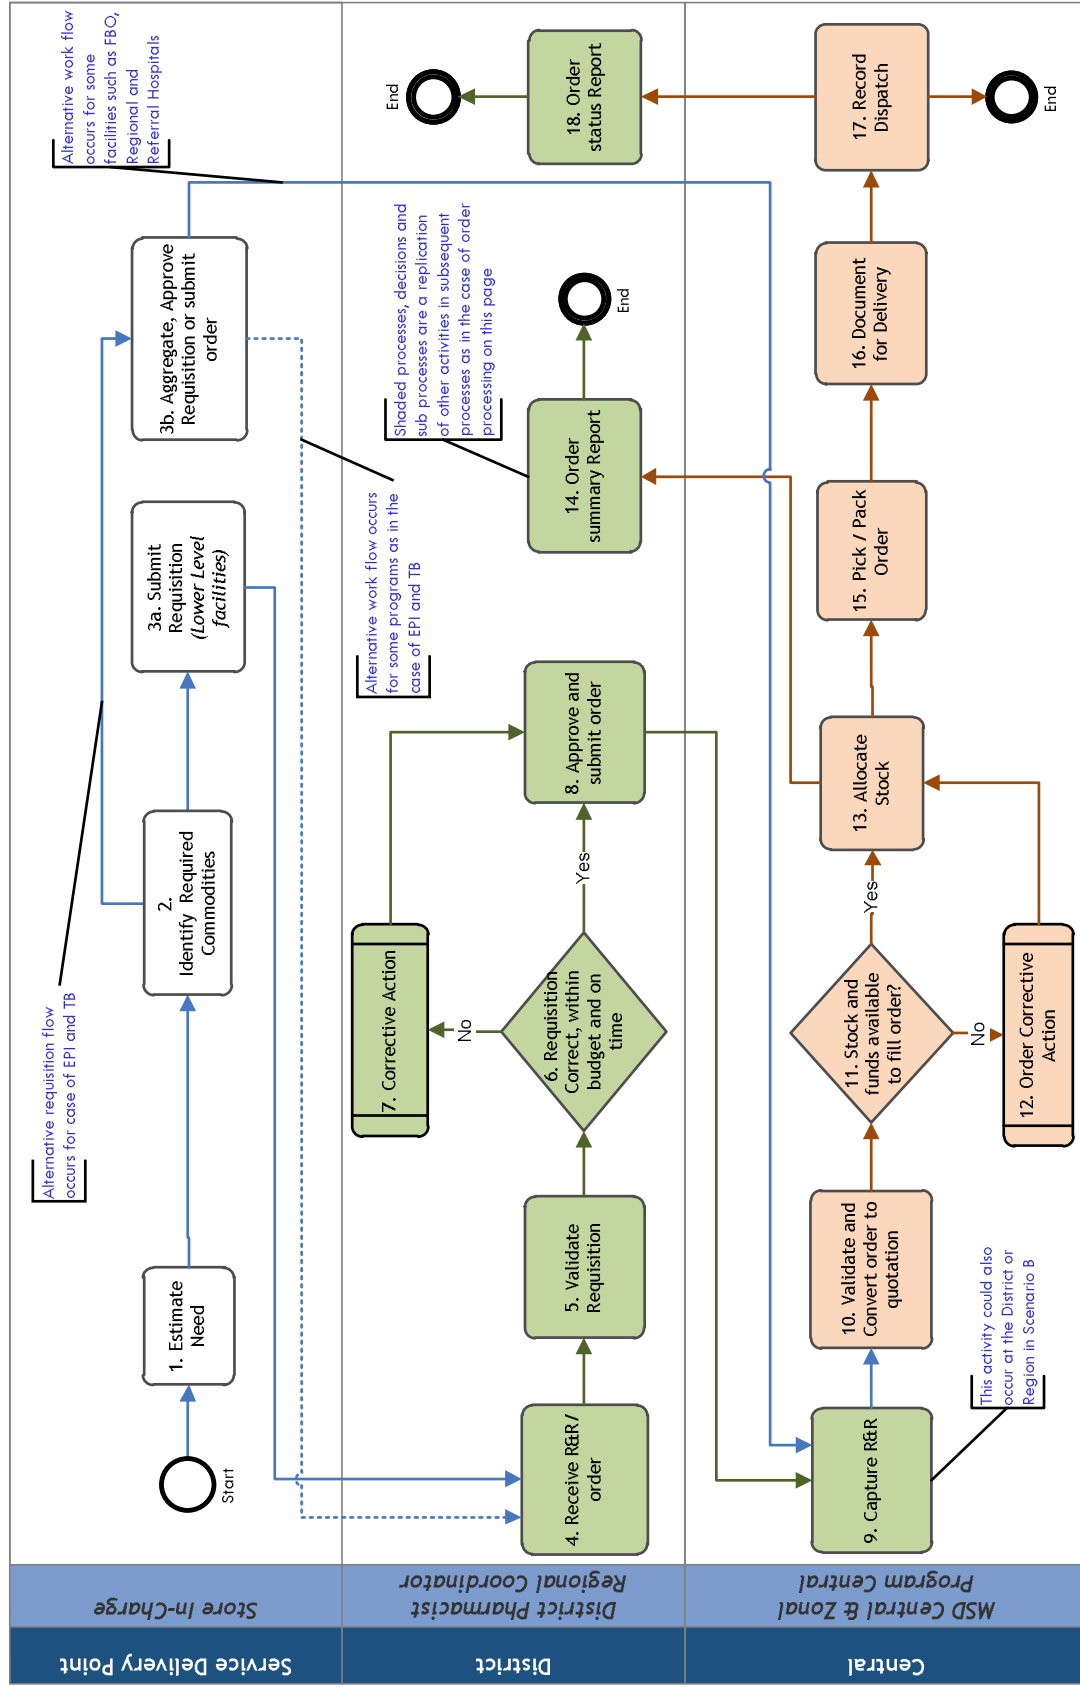 Service Delivery Point
Store In-Charge
Start
1. Estimate
Need
Alternative requisition flow
occurs for case of EPI and TB
2.
Identify Required
Commodities
3a. Submit
Requisition
(Lower Level
facilities)
3b. Aggregate, Approve
Requisition or submit
order
Alternative work flow
occurs for some
facilities such as FBO,
Regional and
Referral Hospitals
District
District Pharmacist
Regional Coordinator
4. Receive R&R/
order
5. Validate
Requisition
6. Requisition
Correct, within
budget and on
time
No
7. Corrective Action
Yes
8. Approve and
submit order
Alternative work flow occurs
for some programs as in the
case of EPI and TB
14. Order
summary Report
Shaded processes, decisions and
sub processes are a replication
of other activities in subsequent
processes as in the case of order
processing on this page
End
18. Order
status Report
End
Central
MSD Central & Zonal
Program Central
9. Capture R&R
This activity could also
occur at the District or
Region in Scenario B
10. Validate and
Convert order to
quotation
11. Stock and
funds available
to fill order?
No
12. Order Corrective
Action
Yes
13. Allocate
Stock
15. Pick / Pack
Order
16. Document
for Delivery
17. Record
Dispatch
End